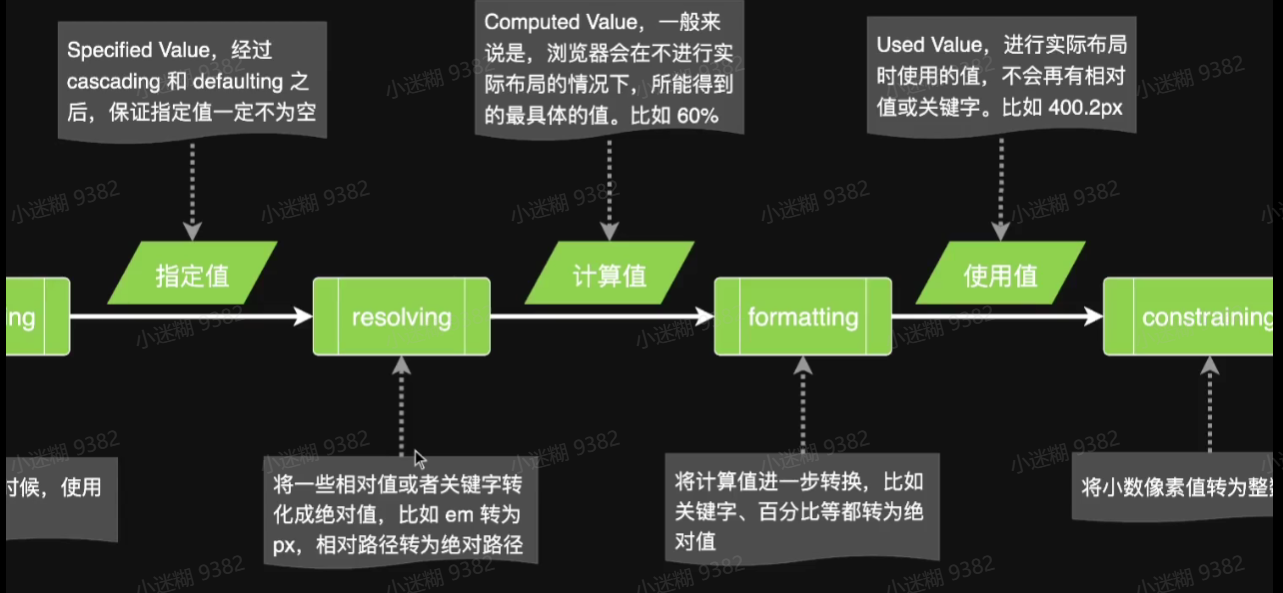 Specified Value，经过
cascading 和 defaulting 之
后，保证指定值一定不为空
Computed Value，一般来
说是，浏览器会在不进行实
际布局的情况下，所能得到
的最具体的值。比如 60%
Used Value，进行实际布局
时使用的值，不会再有相对
值或关键字。比如 400.2px
指定值
计算值
使用值
ng
resolving
formatting
constraining
时候，使用
将一些相对值或者关键字转
化成绝对值，比如 em 转为
px，相对路径转为绝对路径
将计算值进一步转换，比如
关键字、百分比等都转为绝
对值
将小数像素值转为整数
小迷糊 9382